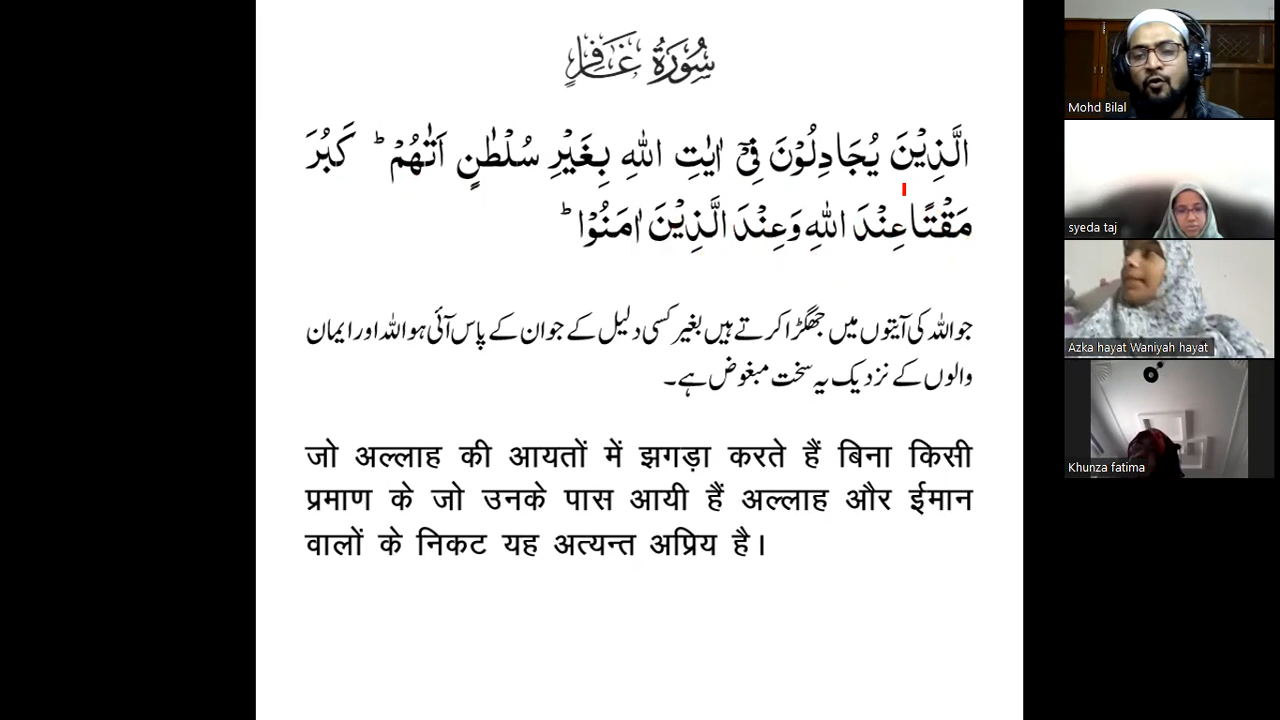 سُوْرَةُ غَافِرٍ
الَّذِيْنَ يُجَادِلُوْنَ فِيْٓ اٰيٰتِ اللّٰهِ بِغَيْرِ سُلْطٰنٍ اَتٰىهُمْ ؕ كَبُرَ
مَقْتًا عِنْدَ اللّٰهِ وَعِنْدَ الَّذِيْنَ اٰمَنُوْا ؕ
جو اللہ کی آیتوں میں جھگڑا کرتے ہیں بغیر کسی دلیل کے جو ان کے پاس آئی ہو اللہ اور ایمان
والوں کے نزدیک یہ سخت مبغوض ہے۔
जो अल्लाह की आयतों में झगड़ा करते हैं बिना किसी
प्रमाण के जो उनके पास आयी हैं अल्लाह और ईमान
वालों के निकट यह अत्यन्त अप्रिय है।
Mohd Bilal
syeda taj
Azka hayat Waniyah hayat
Khunza fatima